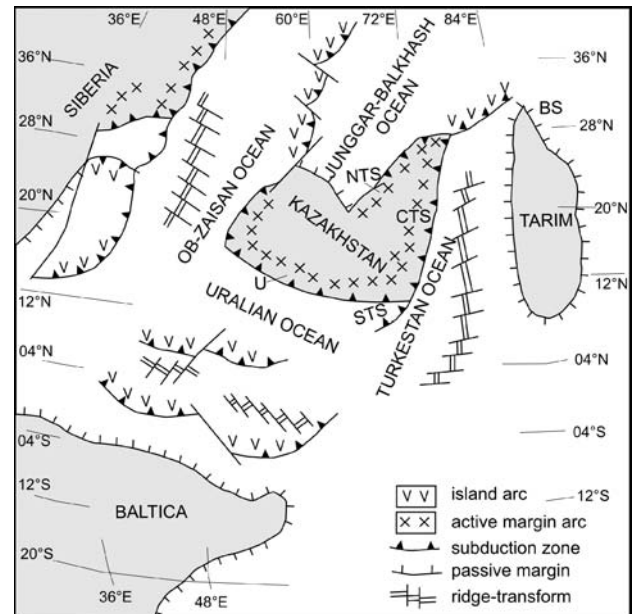 36°E 48°E 60°E 72°E 84°E
36°N 36°N
SIBERIA
JUNGGAR-BALKHASH
OCEAN
28°N BS 28°N
OB-ZAISAN OCEAN
NTS
20°N KAZAKHSTAN CTS TARIM 20°N
U
12°N URALIAN OCEAN STS 12°N
TURKESTAN OCEAN
04°N 04°N
04°S 04°S
12°S 12°S
BALTICA
20°S
36°E 48°E
V V island arc
× × active margin arc
subduction zone
passive margin
ridge-transform